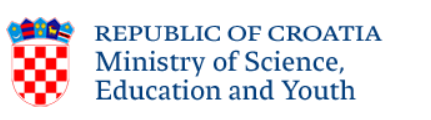 REPUBLIC OF CROATIA
Ministry of Science,
Education and Youth